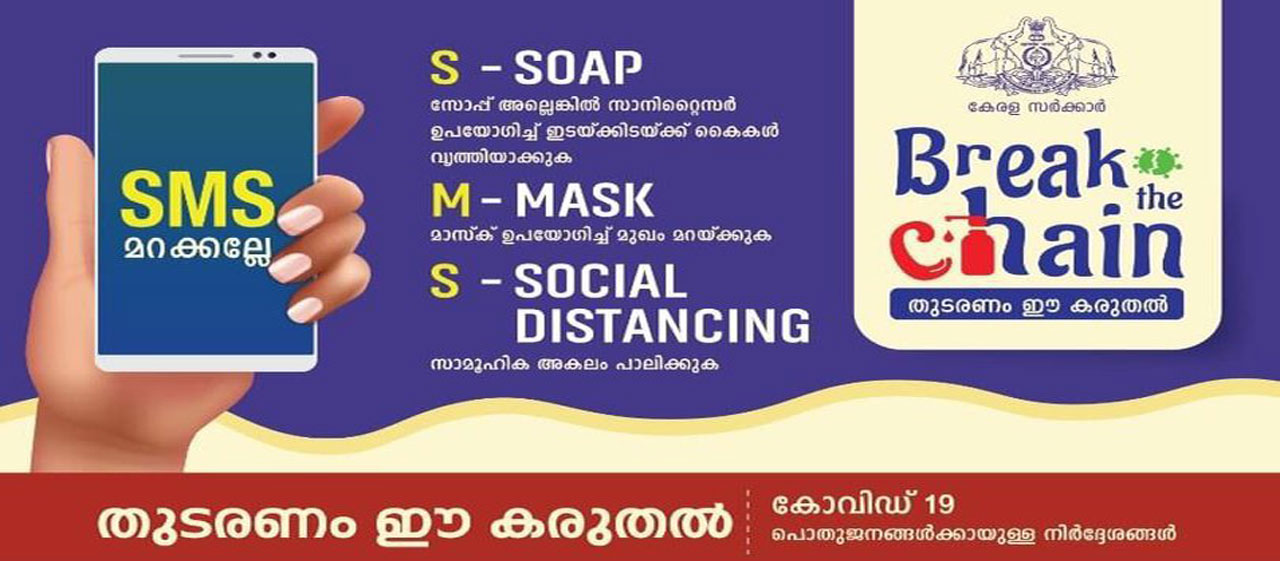 SMS
മറക്കല്ലേ
S - SOAP
സോപ്പ് അല്ലെങ്കിൽ സാനിറ്റൈസർ
ഉപയോഗിച്ച് ഇടയ്ക്കിടയ്ക്ക് കൈകൾ
വൃത്തിയാക്കുക
M - MASK
മാസ്ക് ഉപയോഗിച്ച് മുഖം മറയ്ക്കുക
S - SOCIAL
DISTANCING
സാമൂഹിക അകലം പാലിക്കുക
കേരള സർക്കാർ
Break
the
chain
തുടരണം ഈ കരുതൽ
തുടരണം ഈ കരുതൽ
കോവിഡ് 19
പൊതുജനങ്ങൾക്കായുള്ള നിർദ്ദേശങ്ങൾ